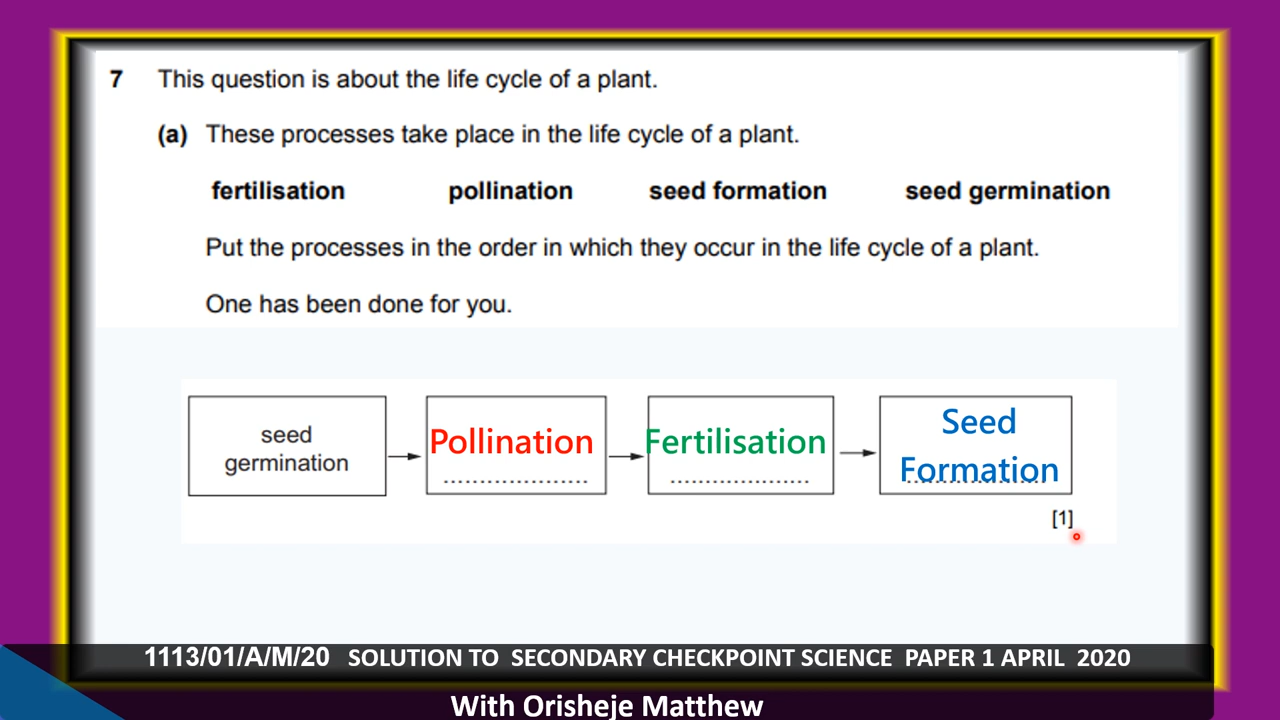 7 This question is about the life cycle of a plant.
(a) These processes take place in the life cycle of a plant.
fertilisation pollination seed formation seed germination
Put the processes in the order in which they occur in the life cycle of a plant.
One has been done for you.
seed
germination
Pollination
....................
Fertilisation
....................
Seed
Formation
....................
[1]
1113/01/A/M/20 SOLUTION TO SECONDARY CHECKPOINT SCIENCE PAPER 1 APRIL 2020
With Orisheje Matthew